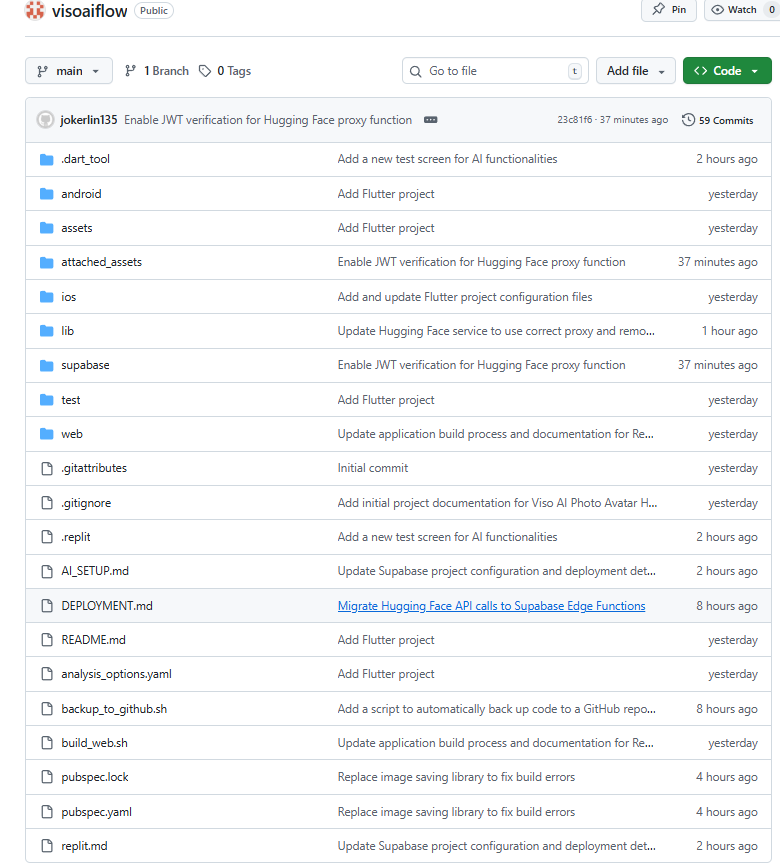 visoaiflow Public Pin Watch 0
main 1 Branch 0 Tags Go to file t Add file Code
jokerlin135 Enable JWT verification for Hugging Face proxy function 23c81f6 · 37 minutes ago 59 Commits
.dart_tool Add a new test screen for AI functionalities 2 hours ago
android Add Flutter project yesterday
assets Add Flutter project yesterday
attached_assets Enable JWT verification for Hugging Face proxy function 37 minutes ago
ios Add and update Flutter project configuration files yesterday
lib Update Hugging Face service to use correct proxy and remo... 1 hour ago
supabase Enable JWT verification for Hugging Face proxy function 37 minutes ago
test Add Flutter project yesterday
web Update application build process and documentation for Re... yesterday
.gitattributes Initial commit yesterday
.gitignore Add initial project documentation for Viso AI Photo Avatar H... yesterday
.replit Add a new test screen for AI functionalities 2 hours ago
AI_SETUP.md Update Supabase project configuration and deployment det... 2 hours ago
DEPLOYMENT.md Migrate Hugging Face API calls to Supabase Edge Functions 8 hours ago
README.md Add Flutter project yesterday
analysis_options.yaml Add Flutter project yesterday
backup_to_github.sh Add a script to automatically back up code to a GitHub repo... 8 hours ago
build_web.sh Update application build process and documentation for Re... yesterday
pubspec.lock Replace image saving library to fix build errors 4 hours ago
pubspec.yaml Replace image saving library to fix build errors 4 hours ago
replit.md Update Supabase project configuration and deployment det... 2 hours ago